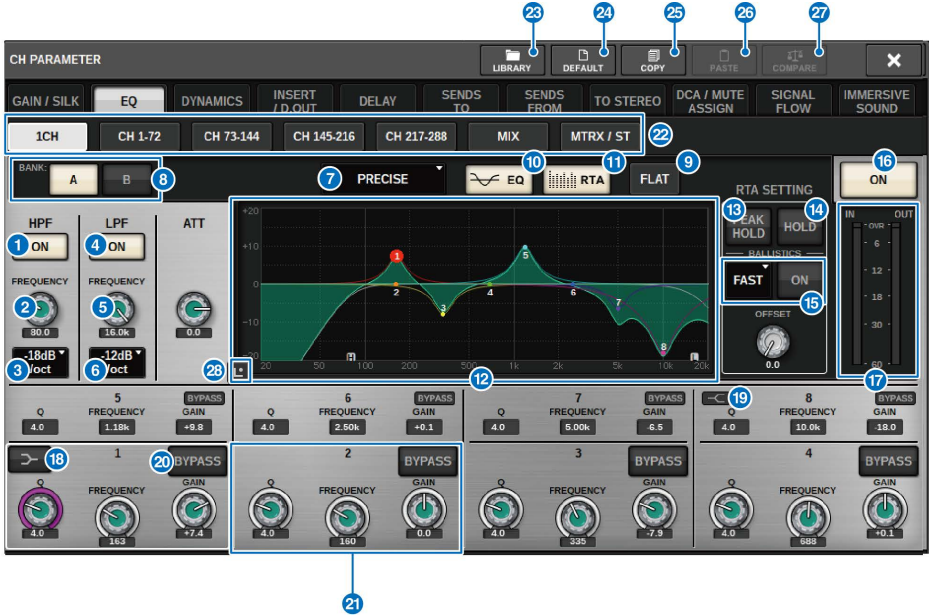 23 24 25 26 27
CH PARAMETER
LIBRARY
DEFAULT
COPY
PASTE
COMPARE
GAIN / SILK
EQ
DYNAMICS
INSERT
/ D.OUT
DELAY
SENDS
TO
SENDS
FROM
TO STEREO
DCA / MUTE
ASSIGN
SIGNAL
FLOW
IMMERSIVE
SOUND
1CH
CH 1-72
CH 73-144
CH 145-216
CH 217-288
MIX
MTRX / ST
22
BANK:
A
B
8
7
PRECISE
10
EQ
11
RTA
9
FLAT
16
ON
HPF
1
ON
FREQUENCY
2
80.0
-18dB
3
/oct
LPF
4
ON
FREQUENCY
5
16.0k
-12dB
6
/oct
ATT
0.0
+20
+10
0
-10
-20
20 50 100 200 500 1k 2k 5k 10k 20k
1
2
3
4
5
6
7
8
H
L
28
12
RTA SETTING
13
PEAK
HOLD
14
HOLD
BALLISTICS
FAST
ON
15
OFFSET
0.0
IN OUT
OVR
6
12
18
30
60
17
5
BYPASS
Q FREQUENCY GAIN
4.0 1.18k +9.8
6
BYPASS
Q FREQUENCY GAIN
4.0 2.50k +0.1
7
BYPASS
Q FREQUENCY GAIN
4.0 5.00k -6.5
19
8
BYPASS
Q FREQUENCY GAIN
4.0 10.0k -18.0
18
1
20
BYPASS
Q FREQUENCY GAIN
4.0 163 +7.4
2
BYPASS
Q FREQUENCY GAIN
4.0 160 0.0
3
BYPASS
Q FREQUENCY GAIN
4.0 335 -7.9
4
BYPASS
Q FREQUENCY GAIN
4.0 688 +0.1
21